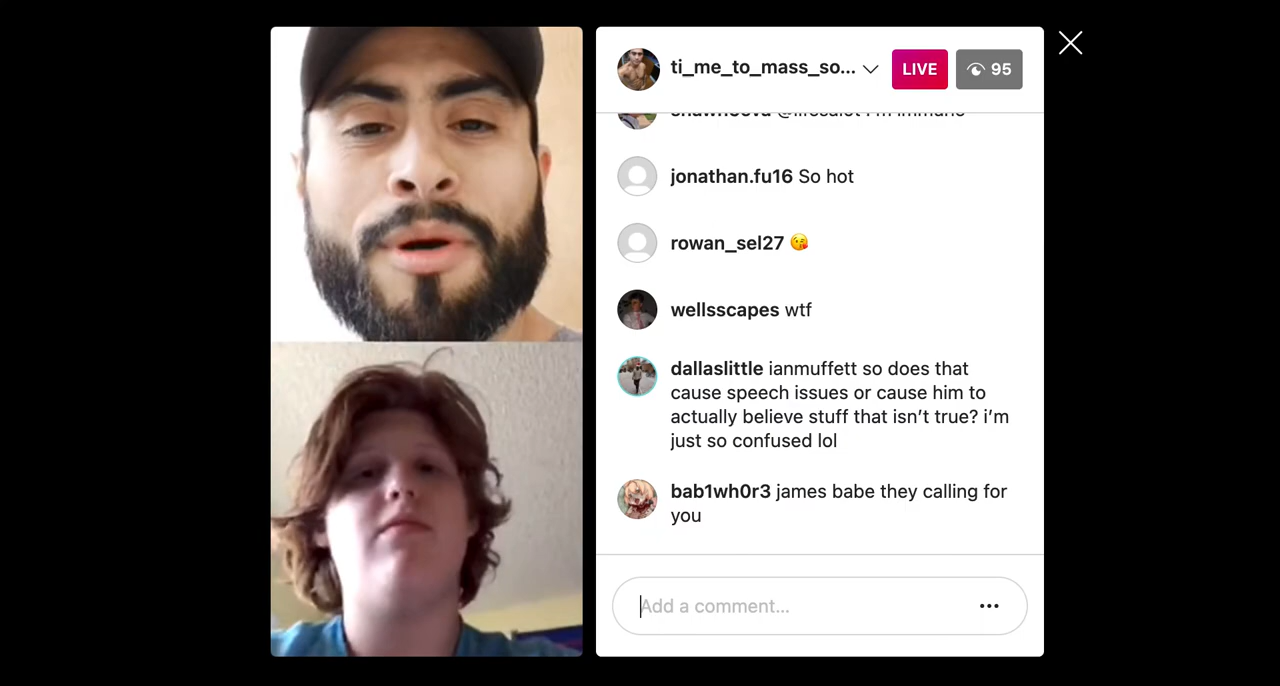 ti_me_to_mass_so... LIVE 95
jonathan.fu16 So hot
rowan_sel27 😘
wellsscapes wtf
dallaslittle ianmuffett so does that
cause speech issues or cause him to
actually believe stuff that isn’t true? i’m
just so confused lol
bab1wh0r3 james babe they calling for
you
Add a comment...